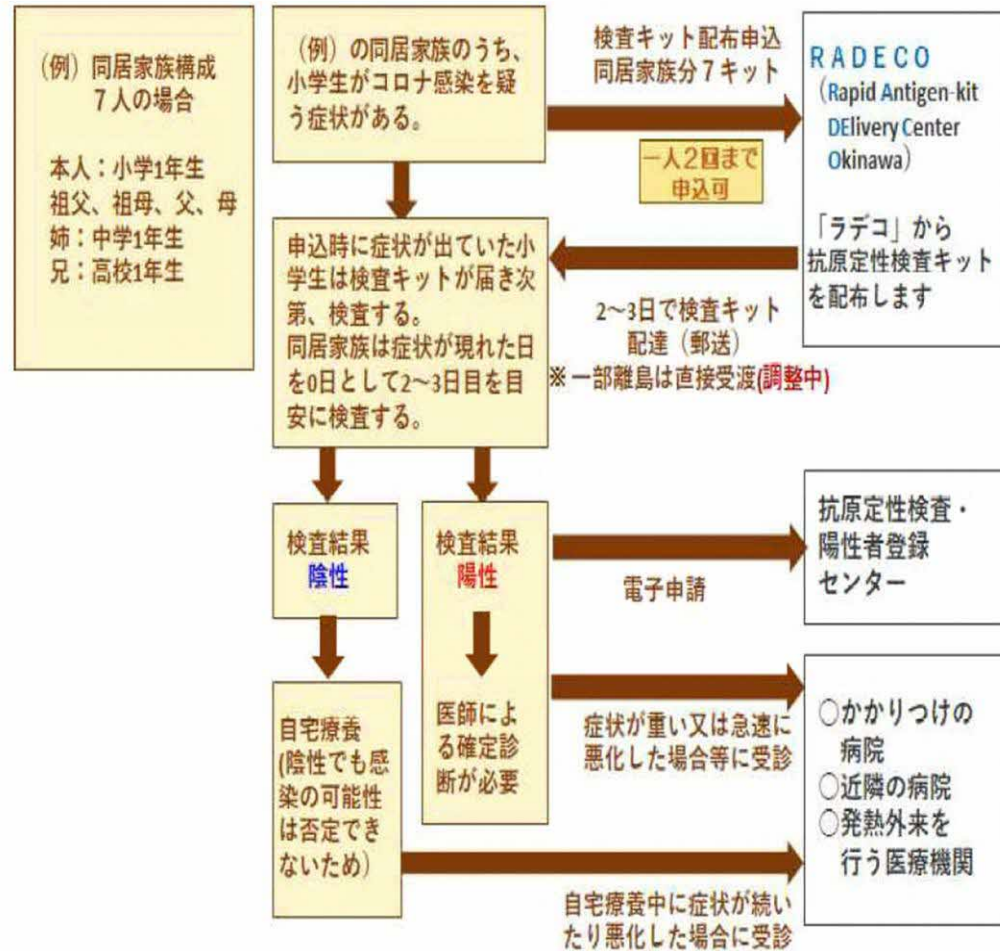 （例）同居家族構成
７人の場合
本人：小学1年生
祖父、祖母、父、母
姉：中学1年生
兄：高校1年生
（例）の同居家族のうち、
小学生がコロナ感染を疑
う症状がある。
検査キット配布申込
同居家族分７キット
一人２回まで
申込可
ＲＡＤＥＣＯ
（Rapid Antigen-kit
DElivery Center
Okinawa）
「ラデコ」から
抗原定性検査キット
を配布します
申込時に症状が出ていた小
学生は検査キットが届き次
第、検査する。
同居家族は症状が現れた日
を0日として2〜3日目を目
安に検査する。
2〜3日で検査キット
配達（郵送）
※ 一部離島は直接受渡(調整中)
検査結果
陰性
検査結果
陽性
電子申請
抗原定性検査・
陽性者登録
センター
自宅療養
(陰性でも感
染の可能性
は否定でき
ないため）
医師によ
る確定診
断が必要
症状が重い又は急速に
悪化した場合等に受診
○かかりつけの
病院
○近隣の病院
○発熱外来を
行う医療機関
自宅療養中に症状が続い
たり悪化した場合に受診